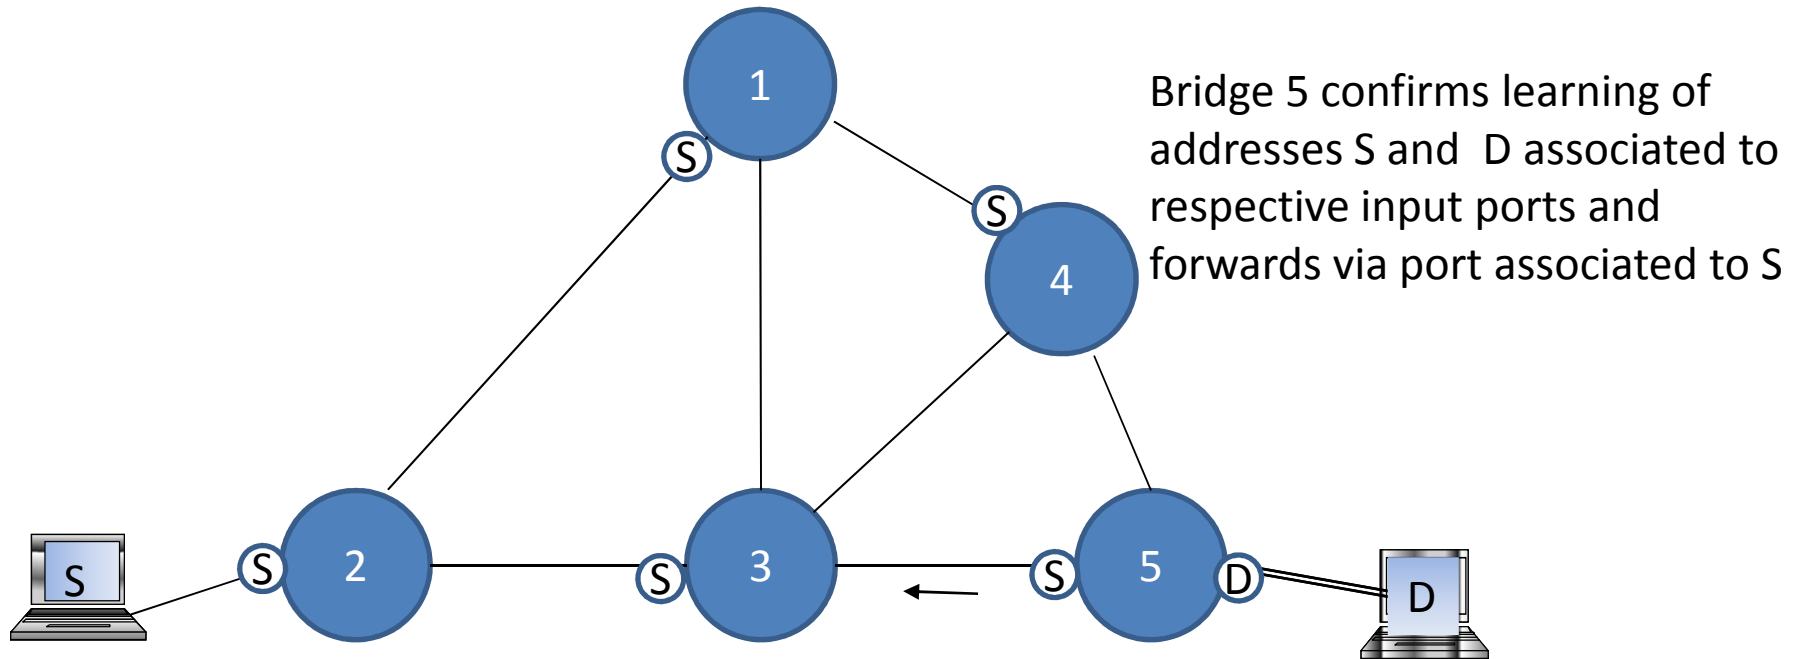 1
Bridge 5 confirms learning of
addresses S and D associated to
respective input ports and
forwards via port associated to S
S
S
4
S
S
2
S
3
S
5
D
D